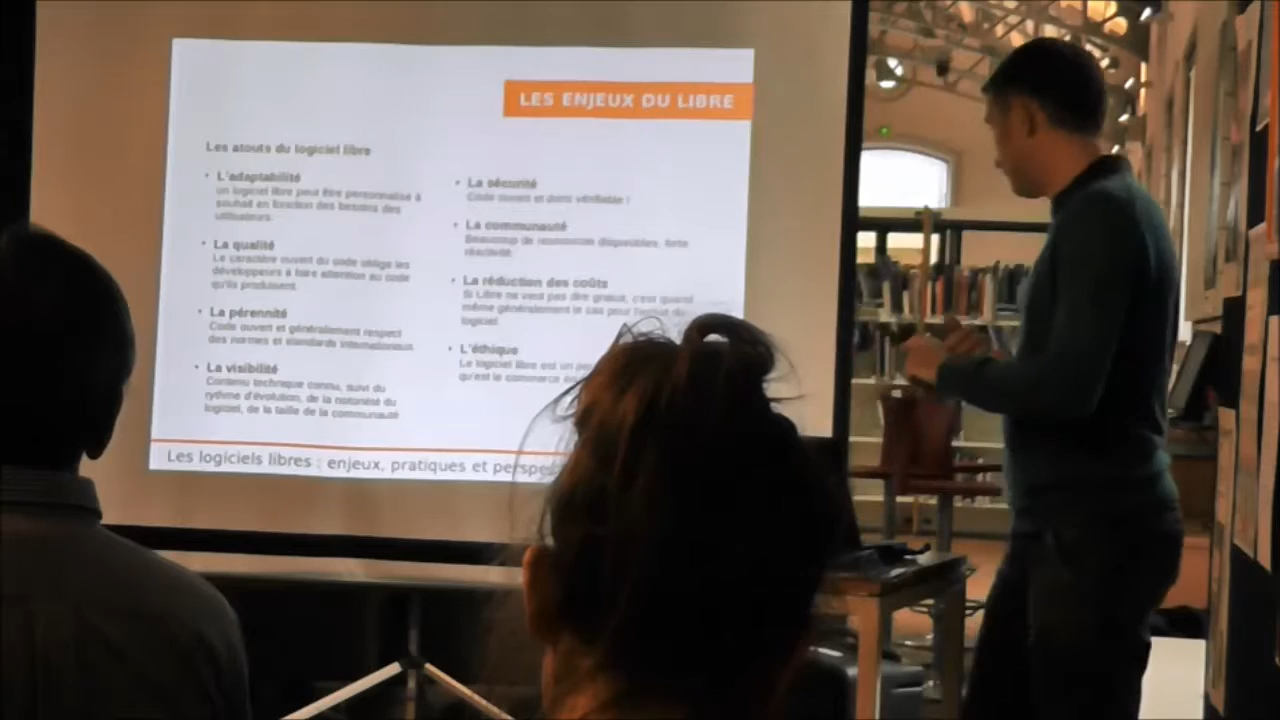 LES ENJEUX DU LIBRE
Les atouts du logiciel libre
• L'adaptabilité
un logiciel libre peut être personnalisé à
souhait en fonction des besoins des
utilisateurs.
• La qualité
Le caractère ouvert du code oblige les
développeurs à faire attention au code
qu'ils produisent.
• La pérennité
Code ouvert et généralement respect
des normes et standards internationaux.
• La visibilité
Contenu technique connu, suivi du
rythme d'évolution, de la notoriété du
logiciel, de la taille de la communauté
• La sécurité
Code ouvert et donc vérifiable !
• La communauté
Beaucoup de ressources disponibles, forte
réactivité.
• La réduction des coûts
Si Libre ne veut pas dire gratuit, c'est quand
même généralement le cas pour l'achat du
logiciel.
• L'éthique
Le logiciel libre est un
qu'est le commerce
Les logiciels libres : enjeux, pratiques et